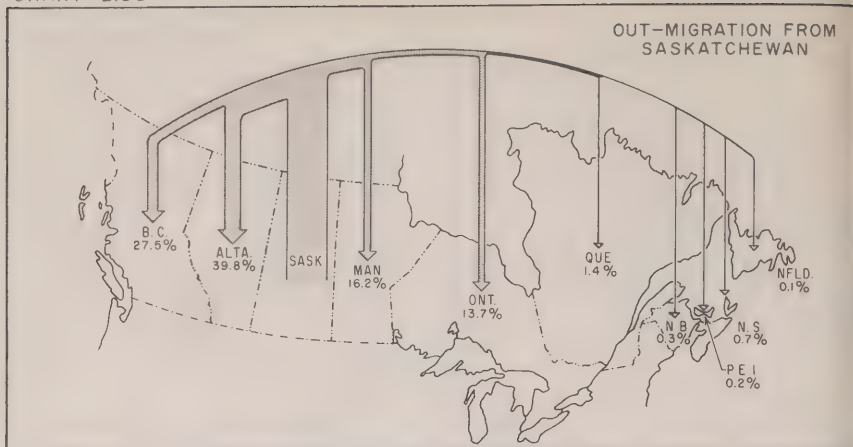 OUT-MIGRATION FROM
SASKATCHEWAN
B.C.
27.5%
ALTA.
39.8%
SASK
MAN
16.2%
ONT.
13.7%
QUE
1.4%
N B
0.3%
P E I
0.2%
N.S.
0.7%
NFLD.
0.1%